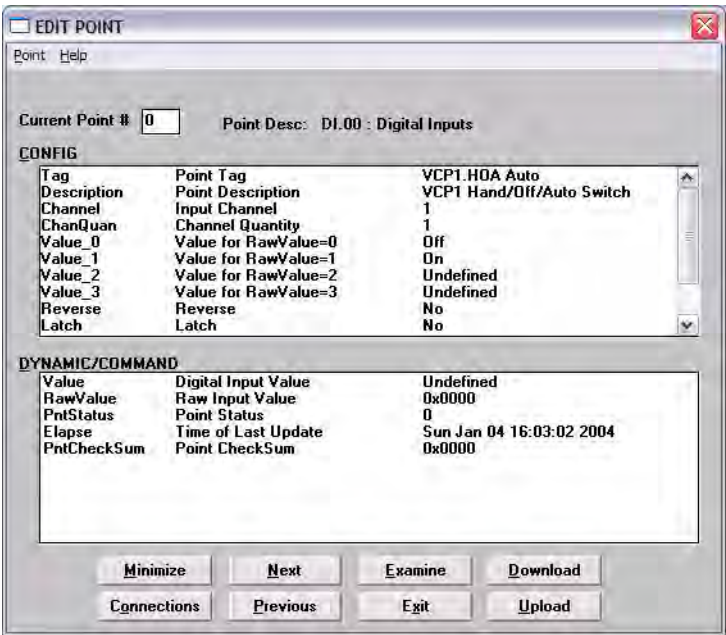 EDIT POINT
Point Help
Current Point # 0 Point Desc: DI.00 : Digital Inputs
CONFIG
Tag Point Tag VCP1.HOA Auto
Description Point Description VCP1 Hand/Off/Auto Switch
Channel Input Channel 1
ChanQuan Channel Quantity 1
Value_0 Value for RawValue=0 Off
Value_1 Value for RawValue=1 On
Value_2 Value for RawValue=2 Undefined
Value_3 Value for RawValue=3 Undefined
Reverse Reverse No
Latch Latch No
DYNAMIC/COMMAND
Value Digital Input Value Undefined
RawValue Raw Input Value 0x0000
PntStatus Point Status 0
Elapse Time of Last Update Sun Jan 04 16:03:02 2004
PntCheckSum Point CheckSum 0x0000
Minimize Next Examine Download
Connections Previous Exit Upload